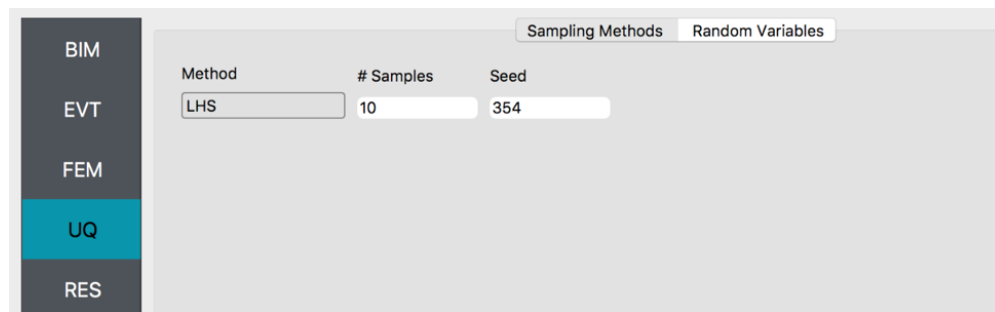 BIM
EVT
FEM
UQ
RES
Sampling Methods Random Variables
Method # Samples Seed
LHS 10 354